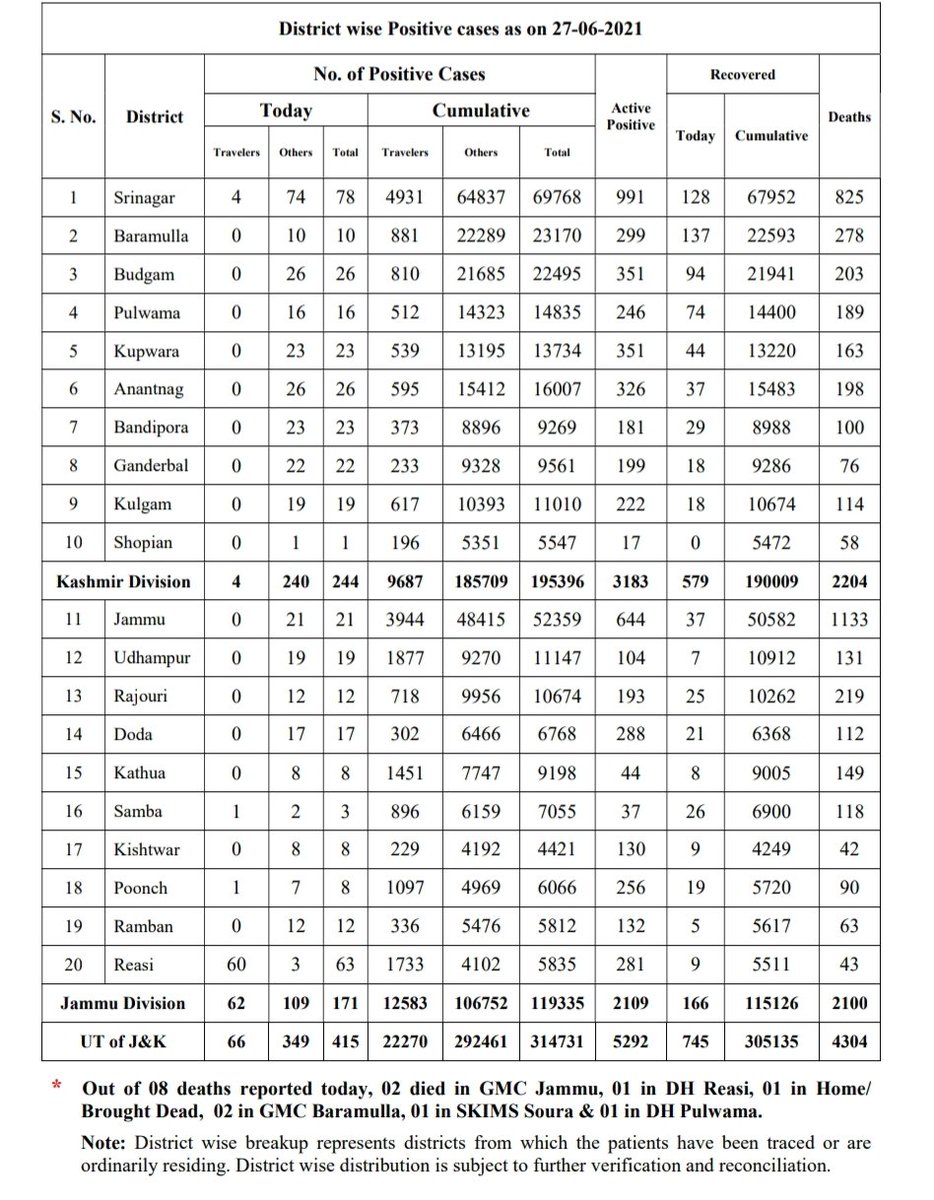 District wise Positive cases as on 27-06-2021
S. No. District No. of Positive Cases Active Positive Recovered Deaths
Today Cumulative Today Cumulative
Travelers Others Total Travelers Others Total
1 Srinagar 4 74 78 4931 64837 69768 991 128 67952 825
2 Baramulla 0 10 10 881 22289 23170 299 137 22593 278
3 Budgam 0 26 26 810 21685 22495 351 94 21941 203
4 Pulwama 0 16 16 512 14323 14835 246 74 14400 189
5 Kupwara 0 23 23 539 13195 13734 351 44 13220 163
6 Anantnag 0 26 26 595 15412 16007 326 37 15483 198
7 Bandipora 0 23 23 373 8896 9269 181 29 8988 100
8 Ganderbal 0 22 22 233 9328 9561 199 18 9286 76
9 Kulgam 0 19 19 617 10393 11010 222 18 10674 114
10 Shopian 0 1 1 196 5351 5547 17 0 5472 58
Kashmir Division 4 240 244 9687 185709 195396 3183 579 190009 2204
11 Jammu 0 21 21 3944 48415 52359 644 37 50582 1133
12 Udhampur 0 19 19 1877 9270 11147 104 7 10912 131
13 Rajouri 0 12 12 718 9956 10674 193 25 10262 219
14 Doda 0 17 17 302 6466 6768 288 21 6368 112
15 Kathua 0 8 8 1451 7747 9198 44 8 9005 149
16 Samba 1 2 3 896 6159 7055 37 26 6900 118
17 Kishtwar 0 8 8 229 4192 4421 130 9 4249 42
18 Poonch 1 7 8 1097 4969 6066 256 19 5720 90
19 Ramban 0 12 12 336 5476 5812 132 5 5617 63
20 Reasi 60 3 63 1733 4102 5835 281 9 5511 43
Jammu Division 62 109 171 12583 106752 119335 2109 166 115126 2100
UT of J&K 66 349 415 22270 292461 314731 5292 745 305135 4304
* Out of 08 deaths reported today, 02 died in GMC Jammu, 01 in DH Reasi, 01 in Home/
Brought Dead, 02 in GMC Baramulla, 01 in SKIMS Soura & 01 in DH Pulwama.
Note: District wise breakup represents districts from which the patients have been traced or are
ordinarily residing. District wise distribution is subject to further verification and reconciliation.